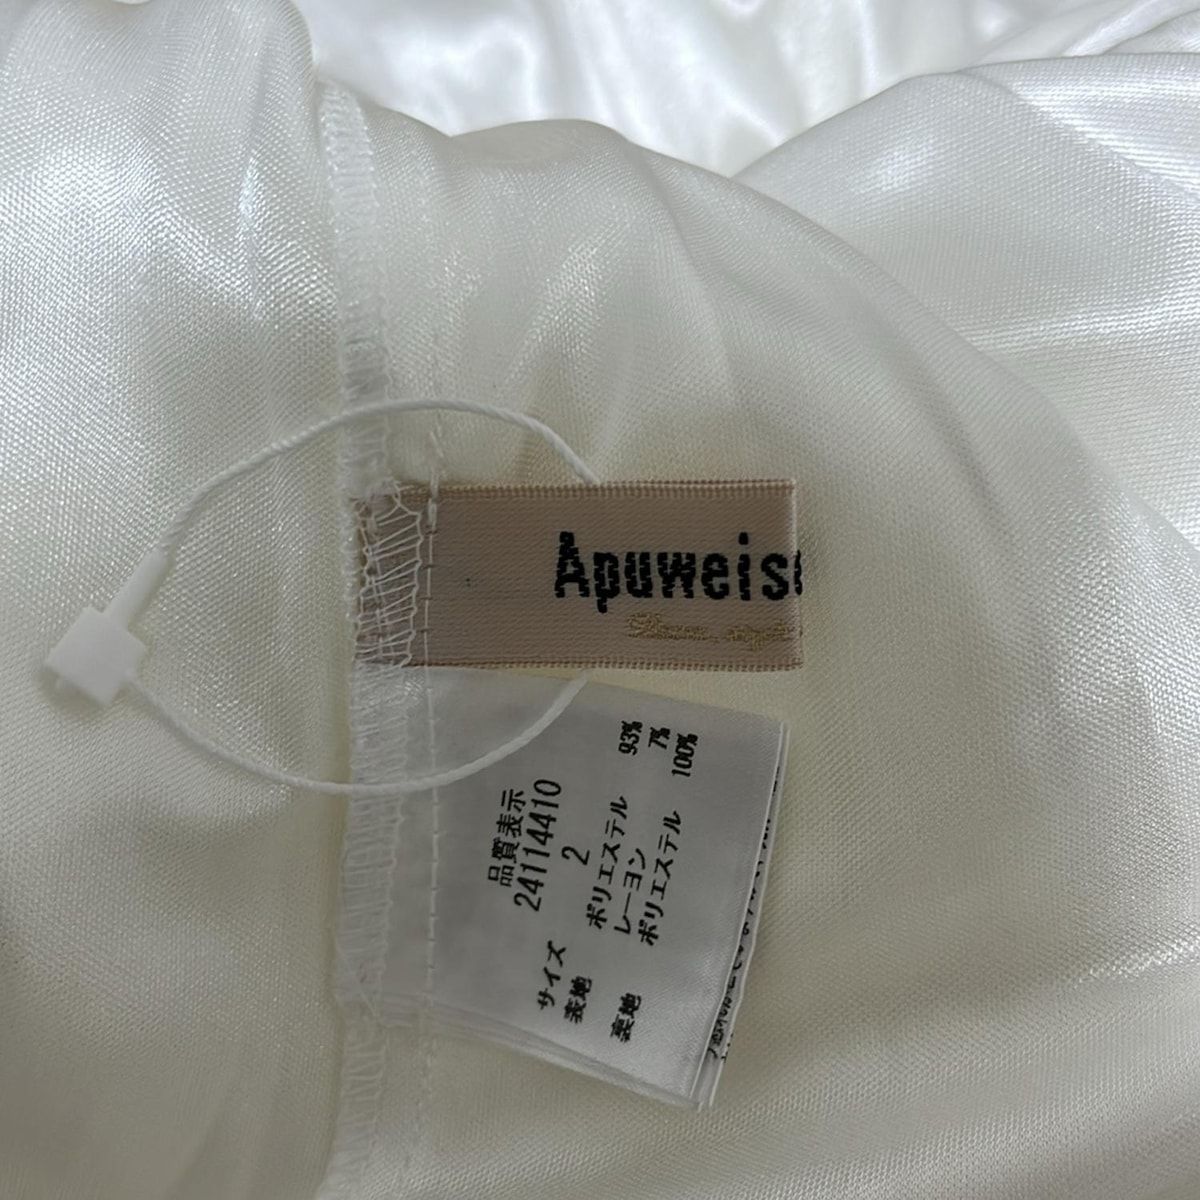 Apuweis
品質表示
24114410
サイズ 2
表地 ポリエステル 93%
レーヨン 7%
裏地 ポリエステル 100%